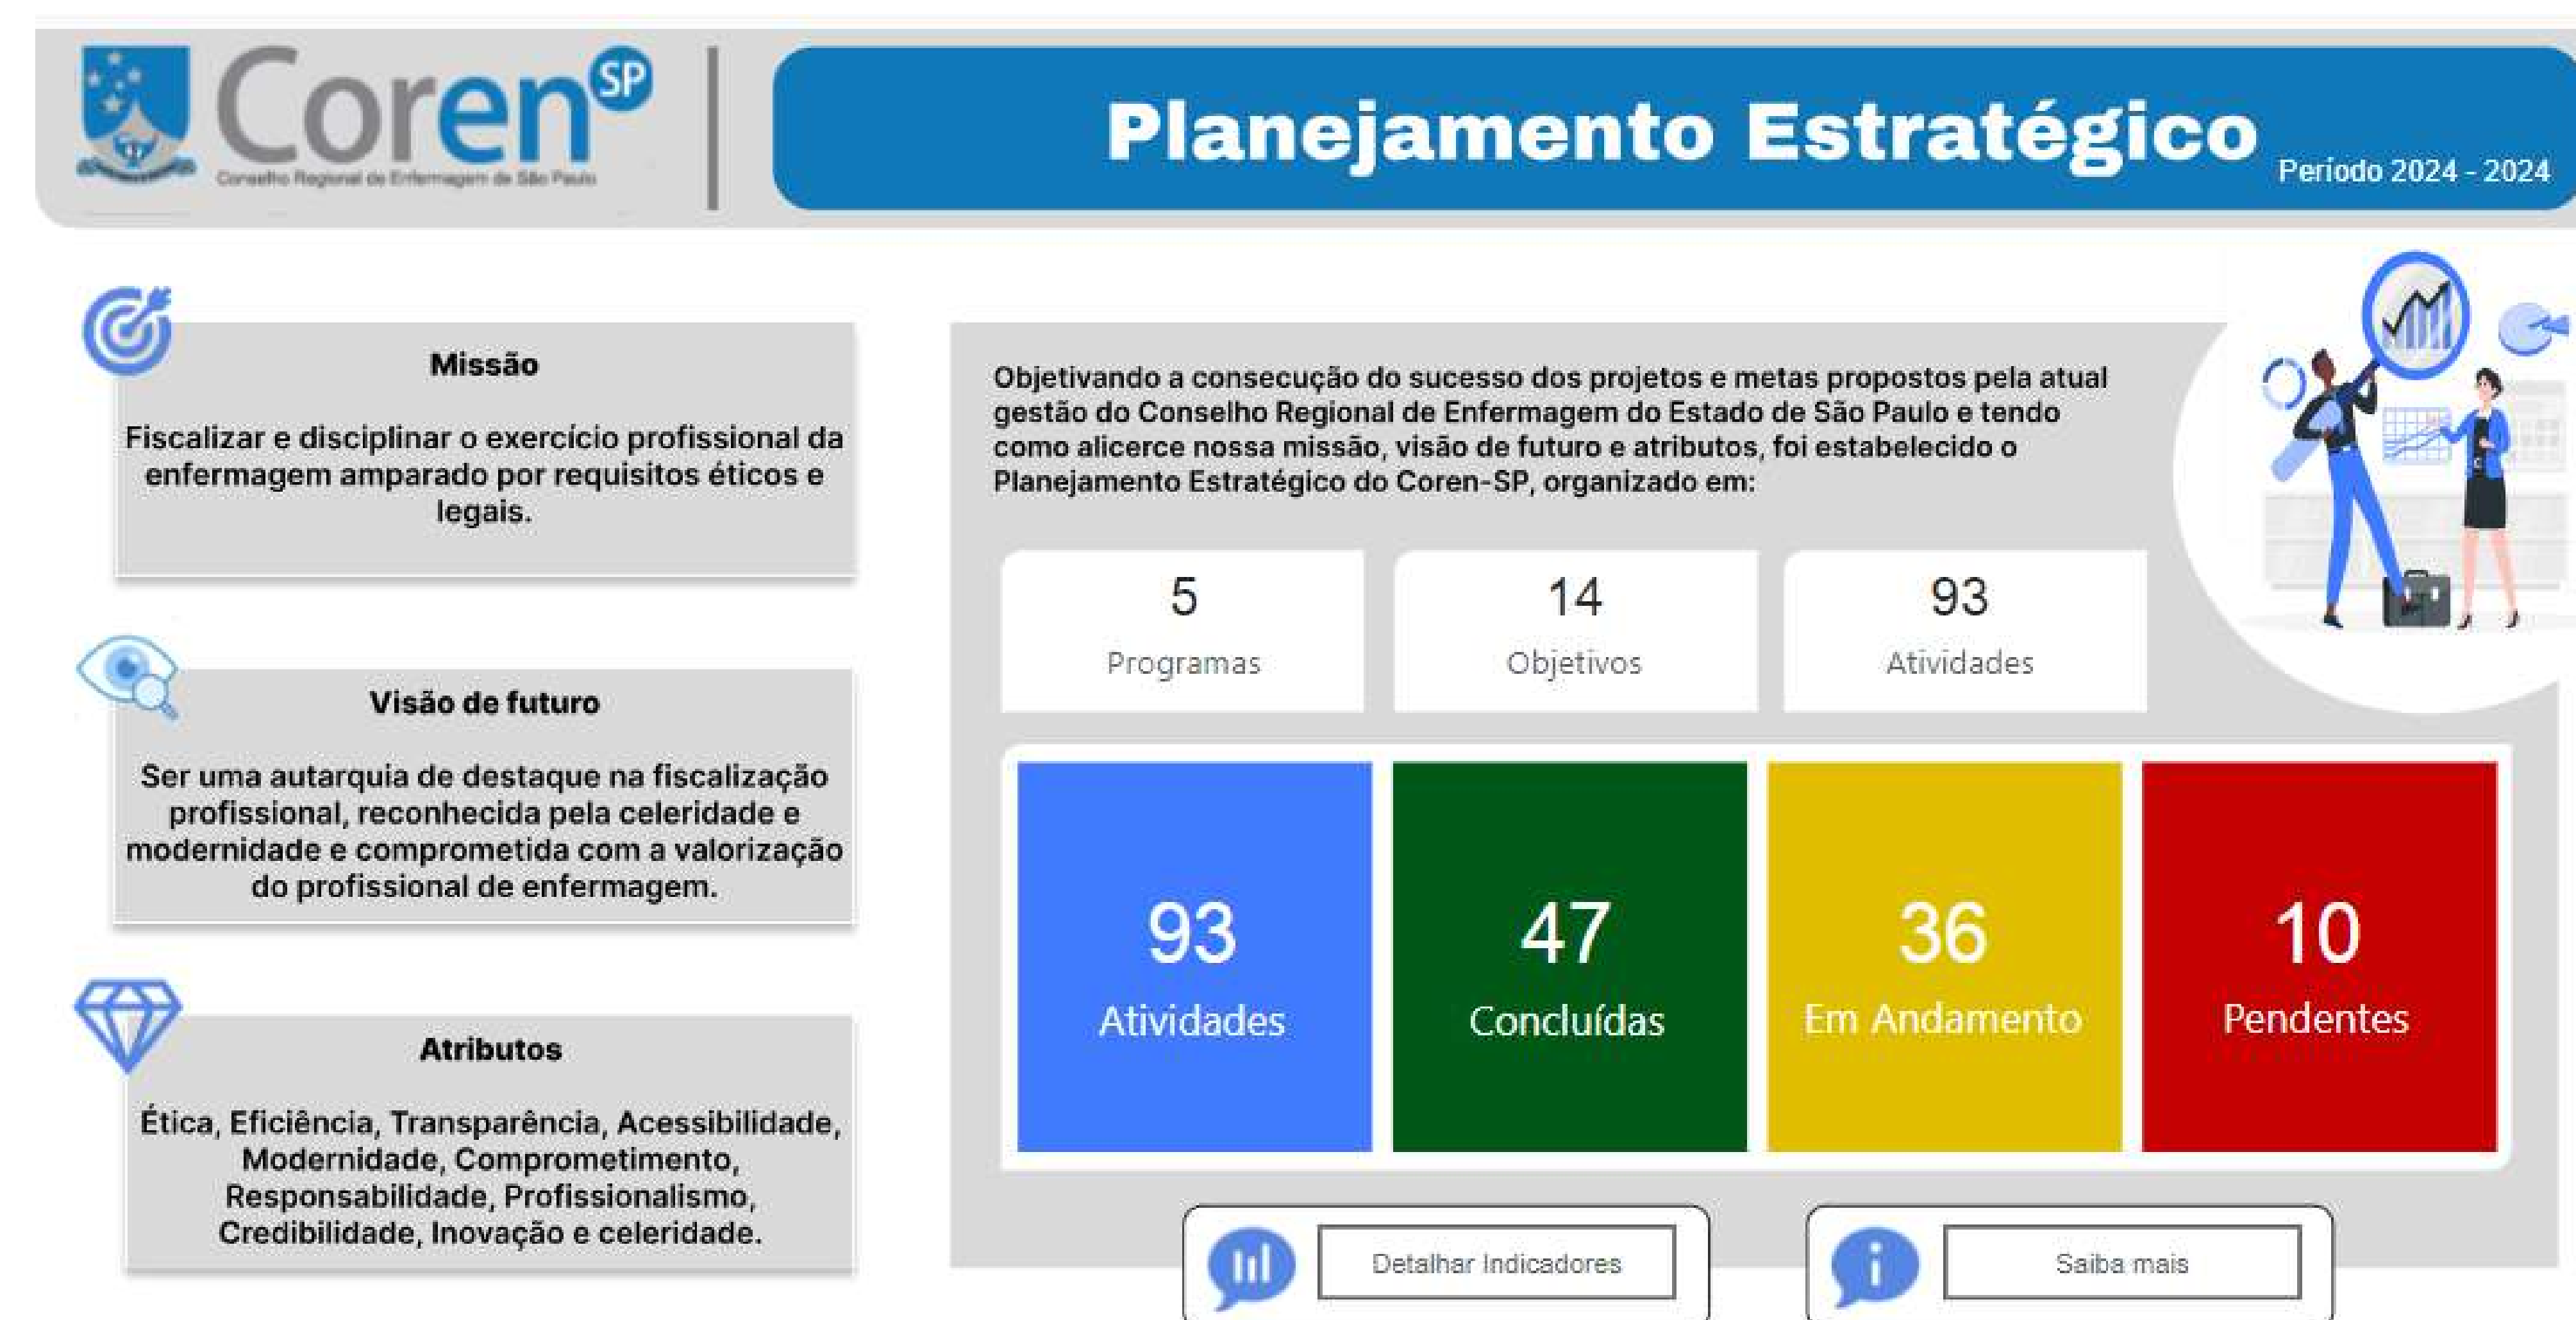 Coren SP
Conselho Regional de Enfermagem de São Paulo
Planejamento Estratégico
Período 2024 - 2024
Missão
Fiscalizar e disciplinar o exercício profissional da
enfermagem amparado por requisitos éticos e
legais.
Visão de futuro
Ser uma autarquia de destaque na fiscalização
profissional, reconhecida pela celeridade e
modernidade e comprometida com a valorização
do profissional de enfermagem.
Atributos
Ética, Eficiência, Transparência, Acessibilidade,
Modernidade, Comprometimento,
Responsabilidade, Profissionalismo,
Credibilidade, Inovação e celeridade.
Objetivando a consecução do sucesso dos projetos e metas propostos pela atual
gestão do Conselho Regional de Enfermagem do Estado de São Paulo e tendo
como alicerce nossa missão, visão de futuro e atributos, foi estabelecido o
Planejamento Estratégico do Coren-SP, organizado em:
5
Programas
14
Objetivos
93
Atividades
93
Atividades
47
Concluídas
36
Em Andamento
10
Pendentes
Detalhar Indicadores
Saiba mais